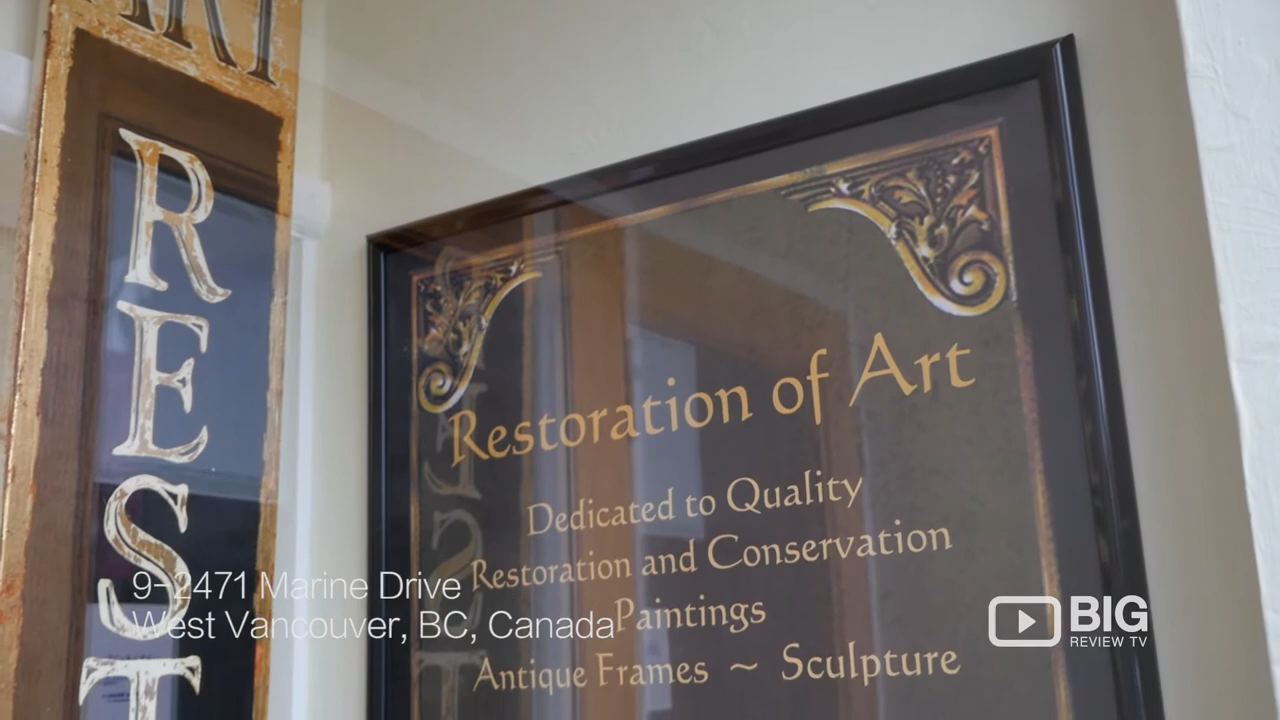 ART
REST
Restoration of Art
Dedicated to Quality
Restoration and Conservation
Paintings
Antique Frames ~ Sculpture
9-2471 Marine Drive
West Vancouver, BC, Canada
BIG
REVIEW TV